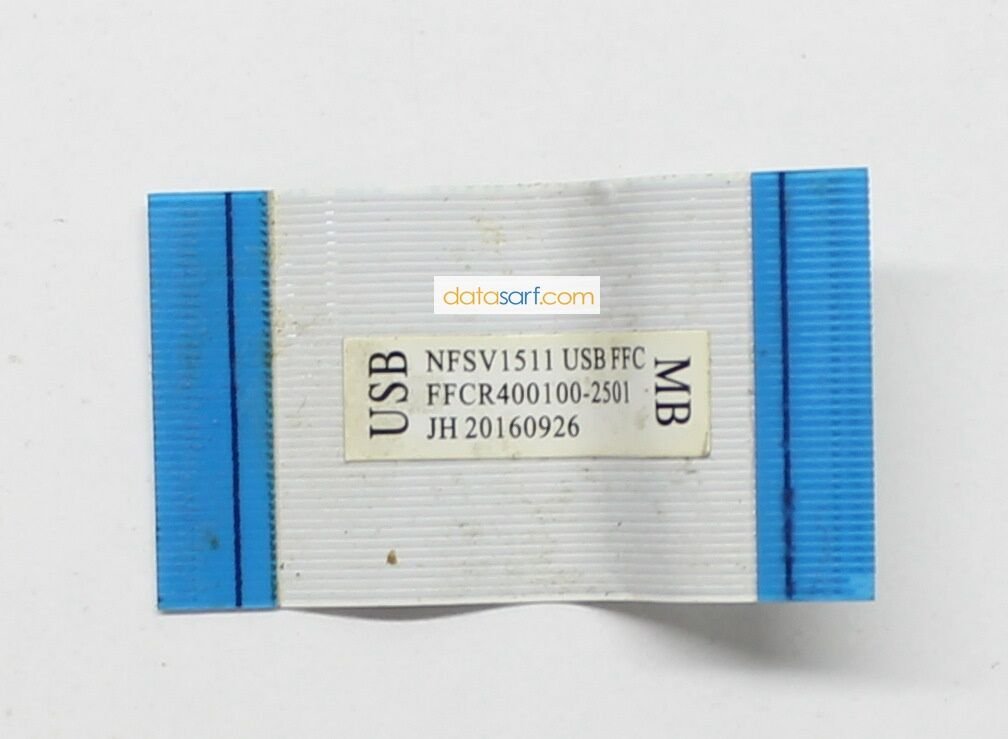 datasarf.com
USB
NFSV1511 USB FFC
FFCR400100-2501
JH 20160926
MB